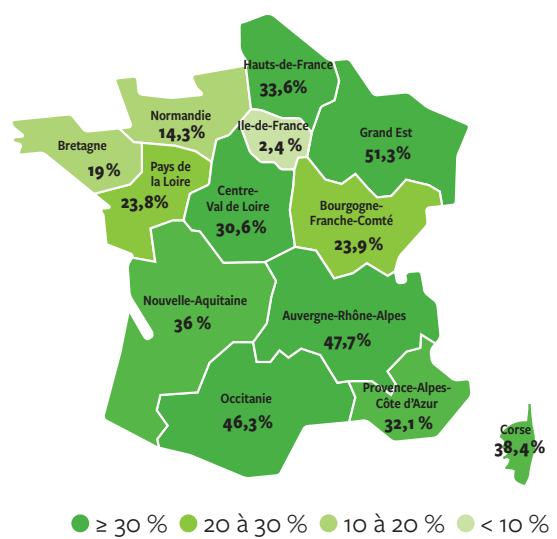 Hauts-de-France
33,6%
Normandie
14,3%
Ile-de-France
2,4 %
Grand Est
51,3%
Bretagne
19%
Pays de
la Loire
23,8%
Centre-
Val de Loire
30,6%
Bourgogne-
Franche-Comté
23,9%
Nouvelle-Aquitaine
36 %
Auvergne-Rhône-Alpes
47,7%
Occitanie
46,3%
Provence-Alpes-
Côte d’Azur
32,1 %
Corse
38,4%
≥ 30 % 20 à 30 % 10 à 20 % < 10 %